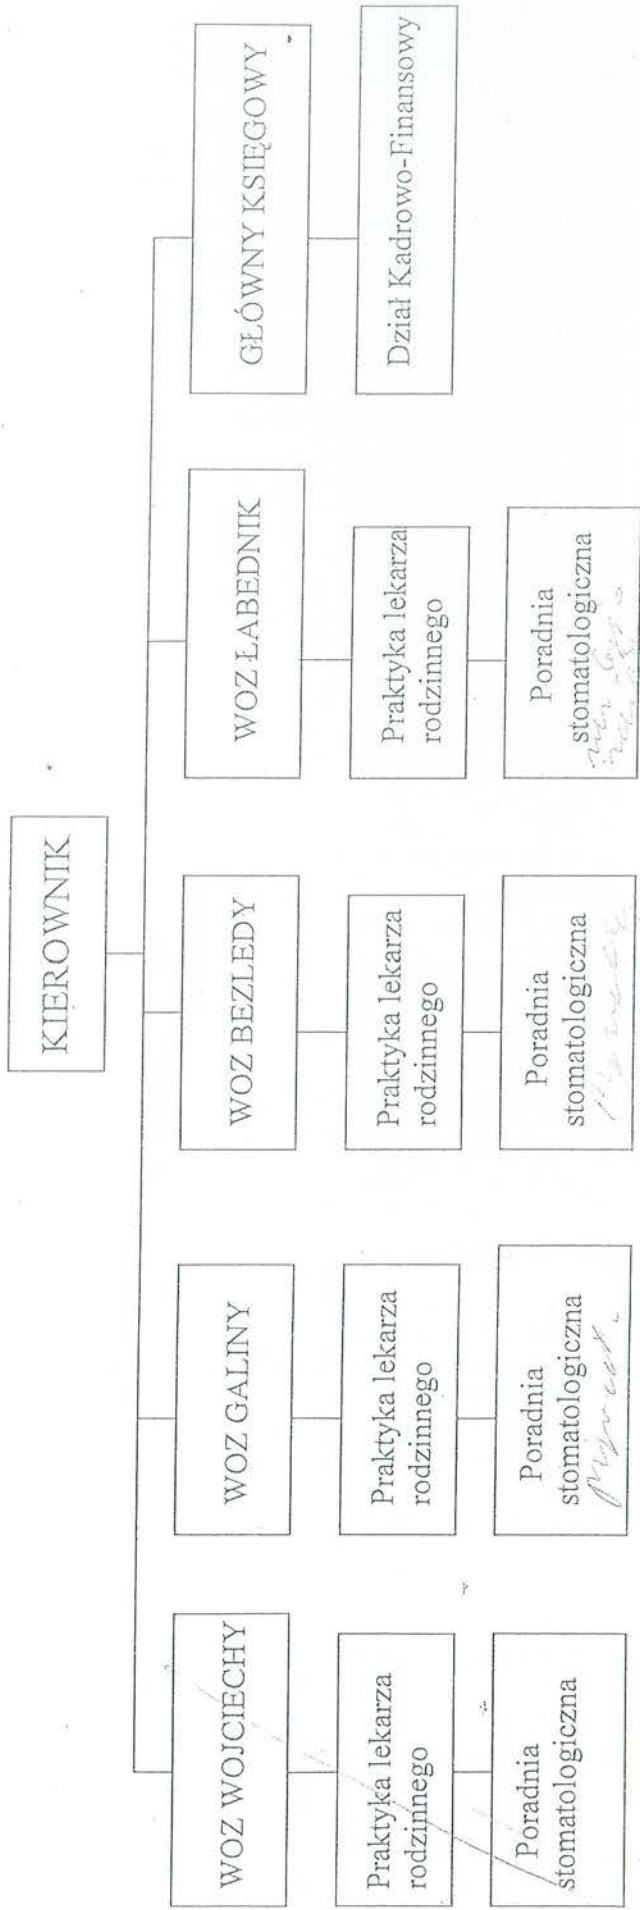 KIEROWNIK
WOZ WOJCIECHY
WOZ GALINY
WOZ BEZLEDY
WOZ ŁABEDNIK
GŁÓWNY KSIĘGOWY
Praktyka lekarza
rodzinnego
Praktyka lekarza
rodzinnego
Praktyka lekarza
rodzinnego
Praktyka lekarza
rodzinnego
Dział Kadrowo-Finansowy
Poradnia
stomatologiczna
Poradnia
stomatologiczna
Poradnia
stomatologiczna
Poradnia
stomatologiczna